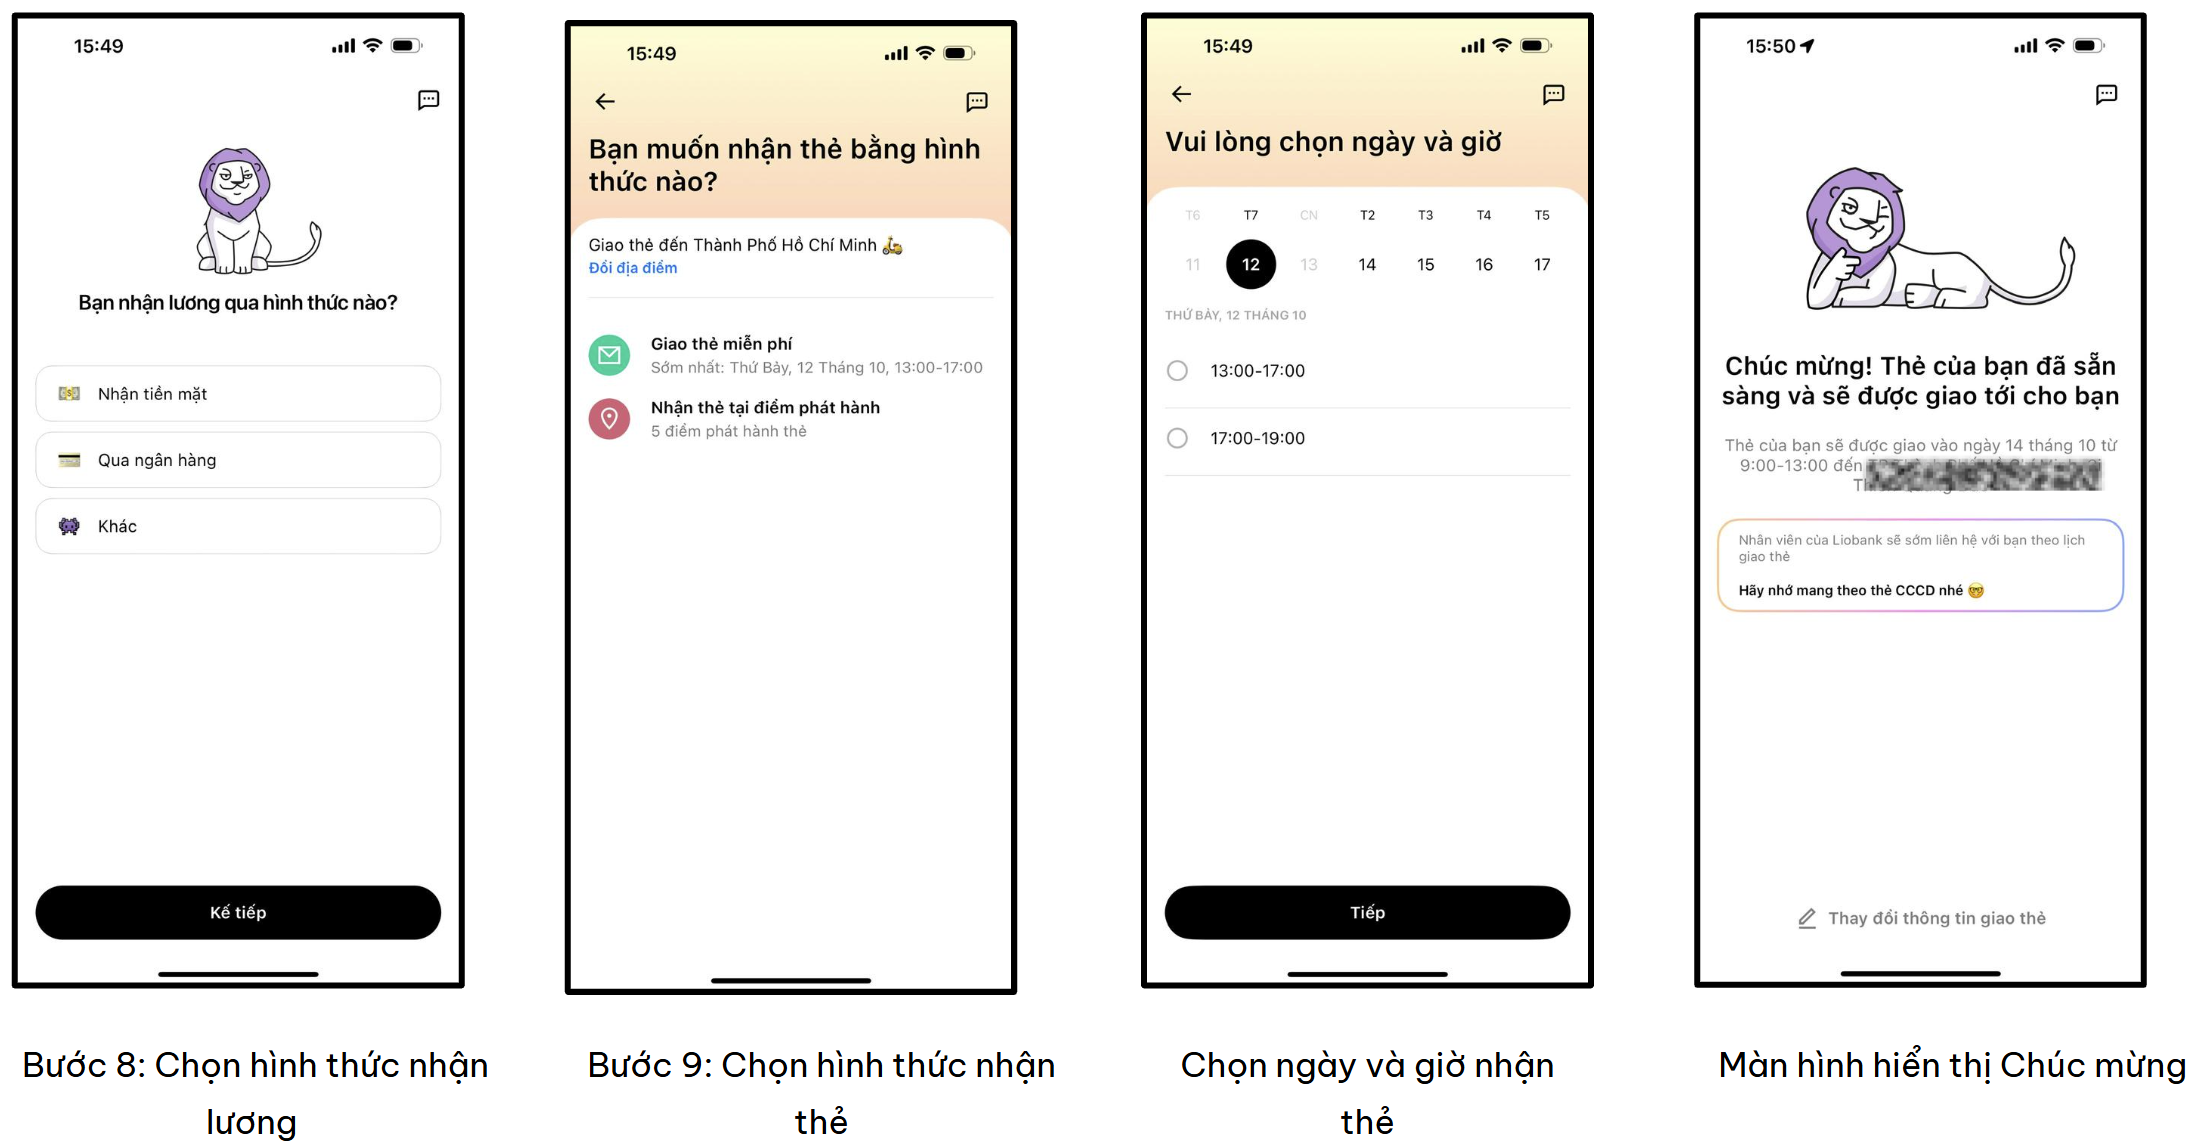 15:49
Bạn nhận lương qua hình thức nào?
Nhận tiền mặt
Qua ngân hàng
Khác
Kế tiếp
Bước 8: Chọn hình thức nhận
lương
15:49
Bạn muốn nhận thẻ bằng hình
thức nào?
Giao thẻ đến Thành Phố Hồ Chí Minh
Đổi địa điểm
Giao thẻ miễn phí
Sớm nhất: Thứ Bảy, 12 Tháng 10, 13:00-17:00
Nhận thẻ tại điểm phát hành
5 điểm phát hành thẻ
Bước 9: Chọn hình thức nhận
thẻ
15:49
Vui lòng chọn ngày và giờ
T6 T7 CN T2 T3 T4 T5
11 12 13 14 15 16 17
THỨ BẢY, 12 THÁNG 10
13:00-17:00
17:00-19:00
Tiếp
Chọn ngày và giờ nhận
thẻ
15:50
Chúc mừng! Thẻ của bạn đã sẵn
sàng và sẽ được giao tới cho bạn
Thẻ của bạn sẽ được giao vào ngày 14 tháng 10 từ
9:00-13:00 đến
Nhân viên của Liobank sẽ sớm liên hệ với bạn theo lịch
giao thẻ
Hãy nhớ mang theo thẻ CCCD nhé
Thay đổi thông tin giao thẻ
Màn hình hiển thị Chúc mừng